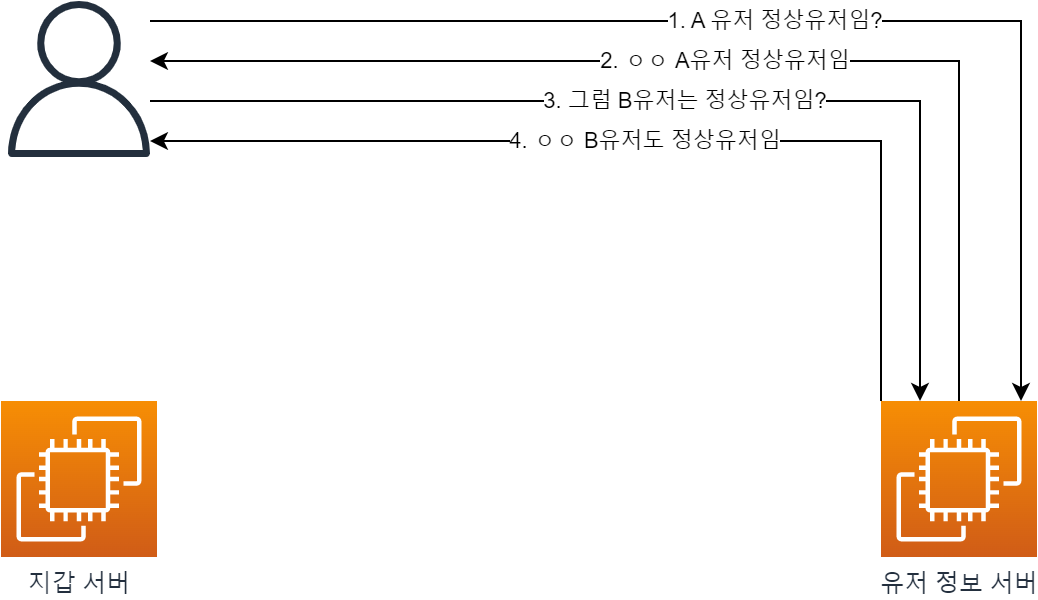 1. A 유저 정상유저임?
2. ㅇㅇ A유저 정상유저임
3. 그럼 B유저는 정상유저임?
4. ㅇㅇ B유저도 정상유저임
지갑 서버
유저 정보 서버